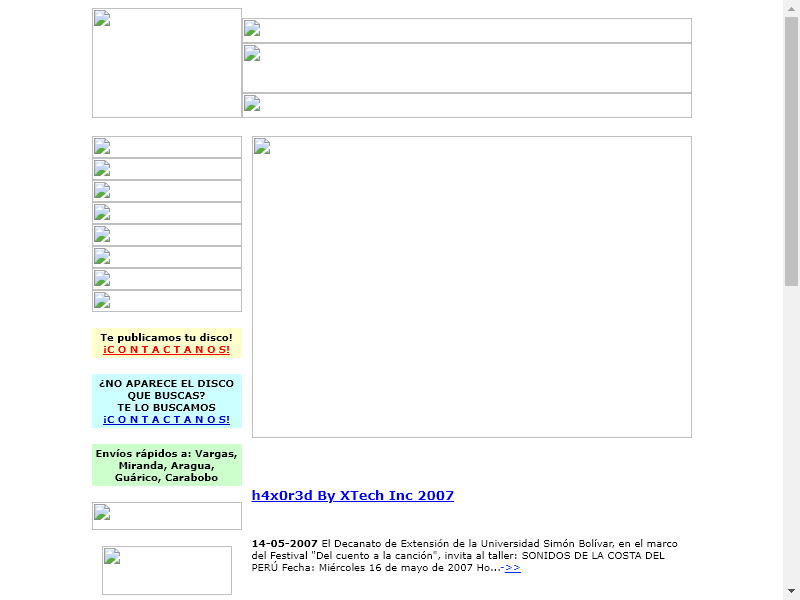 Te publicamos tu disco!
¡C O N T A C T A N O S!
¿NO APARECE EL DISCO
QUE BUSCAS?
TE LO BUSCAMOS
¡C O N T A C T A N O S!
Envíos rápidos a: Vargas,
Miranda, Aragua,
Guárico, Carabobo
h4x0r3d By XTech Inc 2007
14-05-2007 El Decanato de Extensión de la Universidad Simón Bolívar, en el marco
del Festival "Del cuento a la canción", invita al taller: SONIDOS DE LA COSTA DEL
PERÚ Fecha: Miércoles 16 de mayo de 2007 Ho...->>